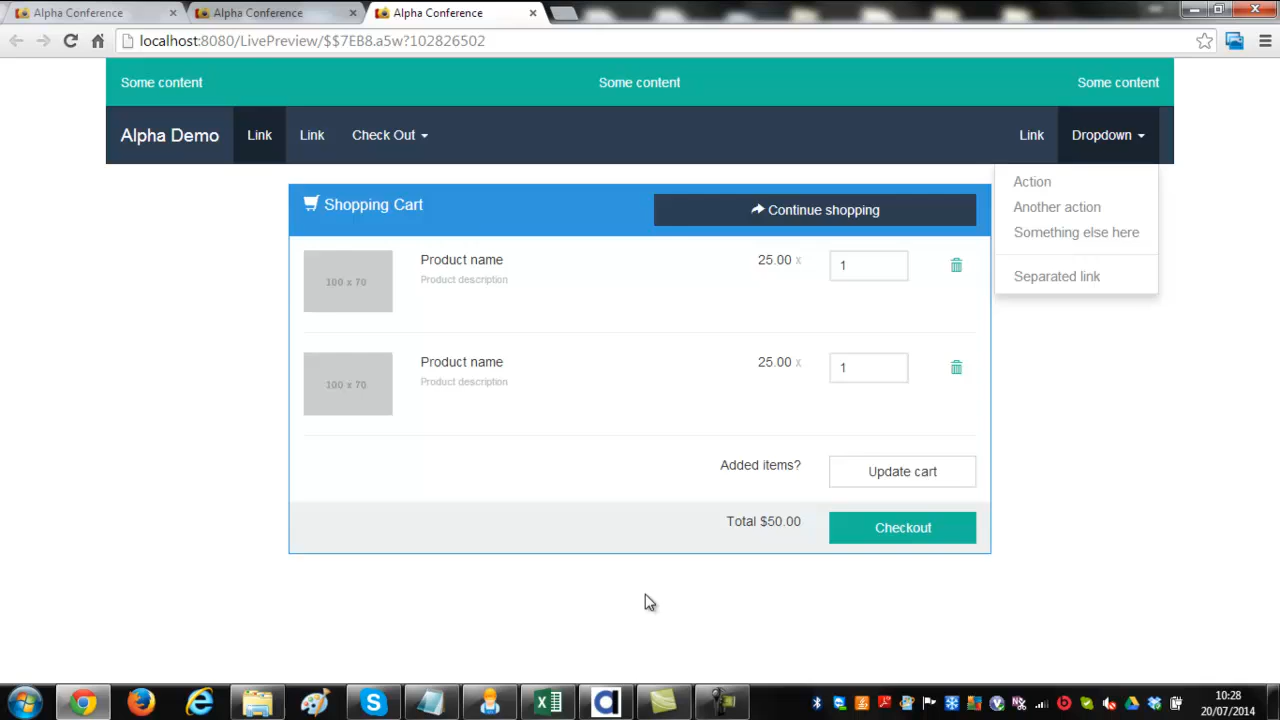 Alpha Conference
Alpha Conference
Alpha Conference
localhost:8080/LivePreview/$$7EB8.a5w?102826502
Some content
Some content
Some content
Alpha Demo
Link
Link
Check Out
Link
Dropdown
Action
Another action
Something else here
Separated link
Shopping Cart
Continue shopping
100 x 70
Product name
25.00 x
1
Product description
100 x 70
Product name
25.00 x
1
Product description
Added items?
Update cart
Total $50.00
Checkout
10:28
20/07/2014